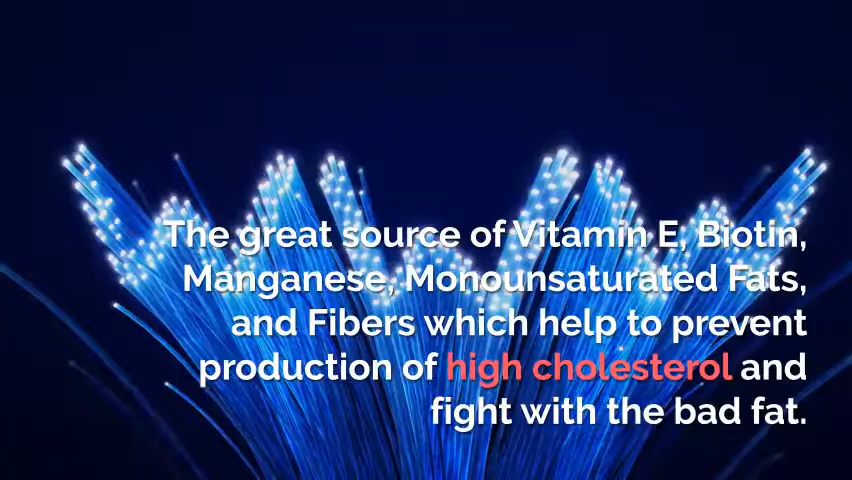 The great source of Vitamin E, Biotin,
Manganese, Monounsaturated Fats,
and Fibers which help to prevent
production of high cholesterol and
fight with the bad fat.